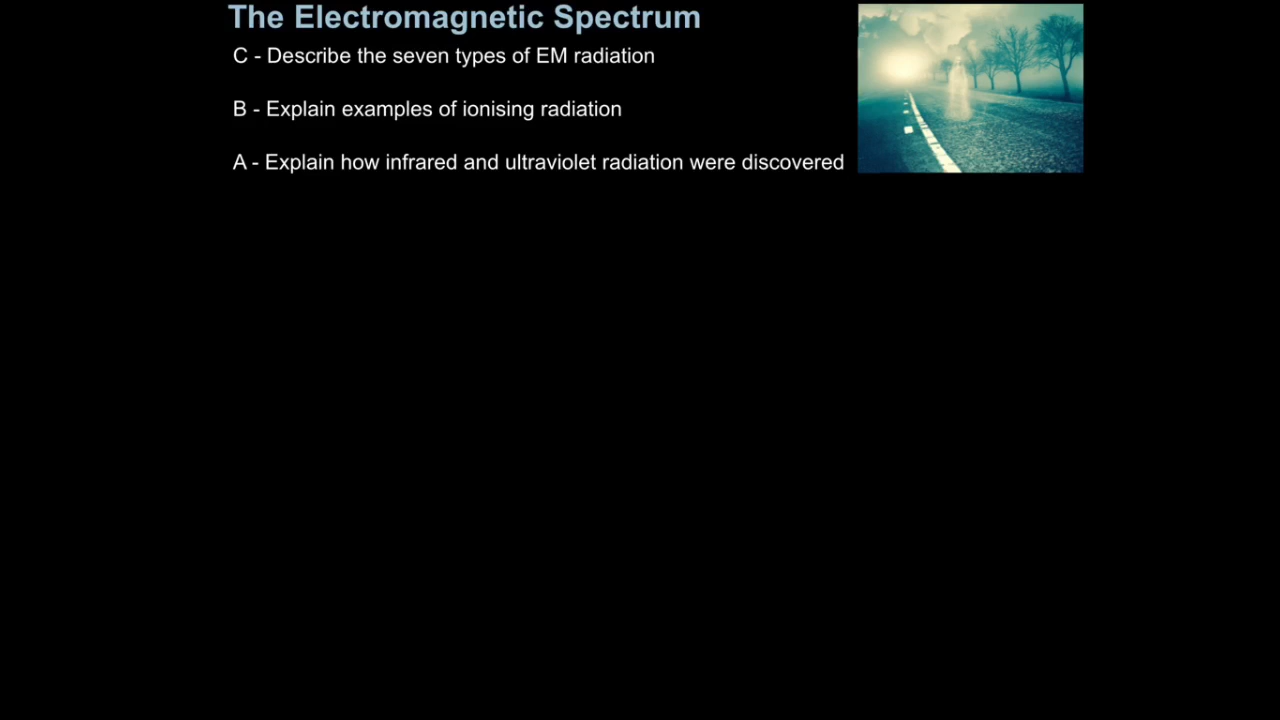 The Electromagnetic Spectrum
C - Describe the seven types of EM radiation
B - Explain examples of ionising radiation
A - Explain how infrared and ultraviolet radiation were discovered